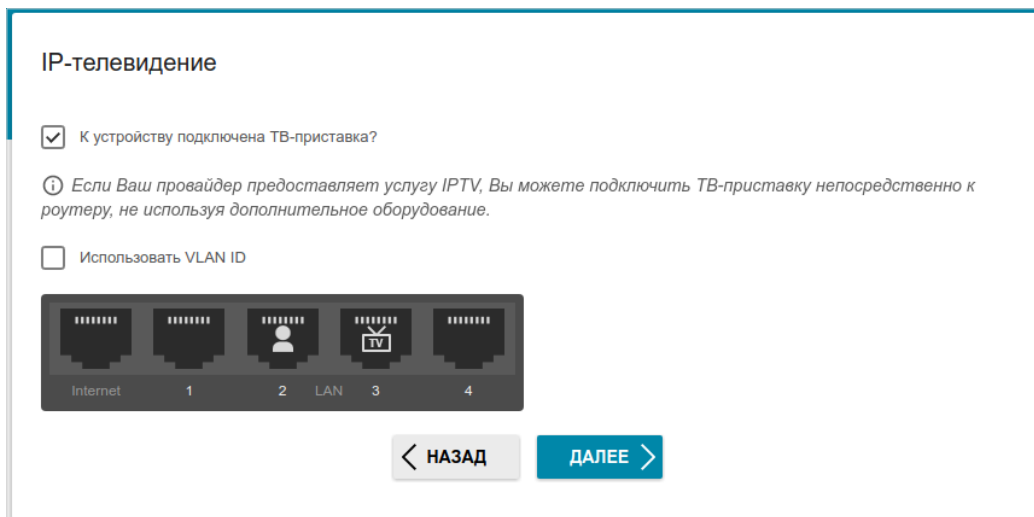 IP-телевидение
К устройству подключена ТВ-приставка?
Если Ваш провайдер предоставляет услугу IPTV, Вы можете подключить ТВ-приставку непосредственно к
роутеру, не используя дополнительное оборудование.
Использовать VLAN ID
TV
Internet 1 2 LAN 3 4
НАЗАД ДАЛЕЕ